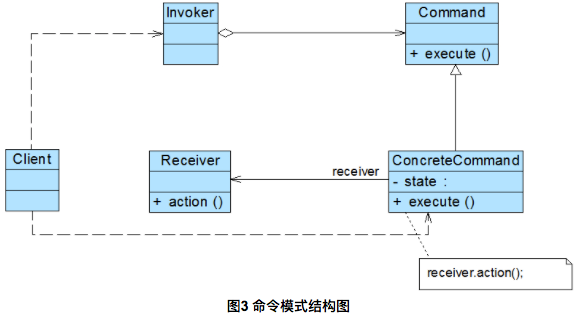 Invoker
Command
+ execute ()
Client
Receiver
+ action ()
receiver
ConcreteCommand
- state :
+ execute ()
receiver.action();
图3 命令模式结构图